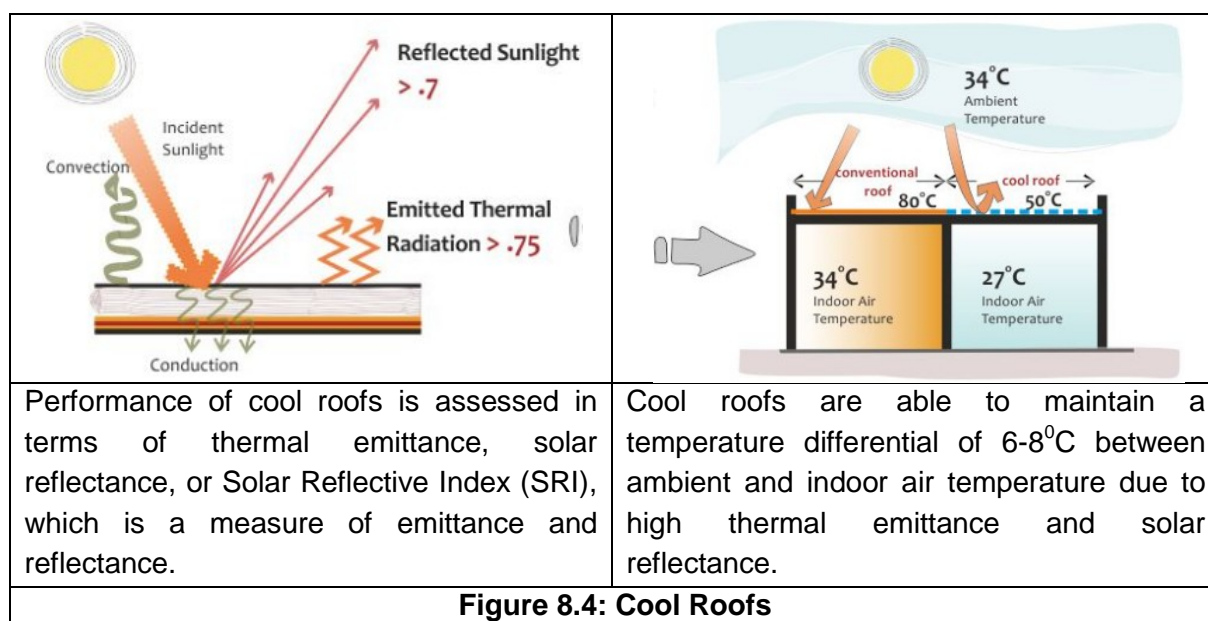 Reflected Sunlight
> .7
Incident
Sunlight
Convection
Emitted Thermal
Radiation > .75
Conduction
34°C
Ambient
Temperature
conventional
roof
80°C
cool roof
50°C
34°C
Indoor Air
Temperature
27°C
Indoor Air
Temperature
Performance of cool roofs is assessed in
terms of thermal emittance, solar
reflectance, or Solar Reflective Index (SRI),
which is a measure of emittance and
reflectance.
Cool roofs are able to maintain a
temperature differential of 6-8⁰C between
ambient and indoor air temperature due to
high thermal emittance and solar
reflectance.
Figure 8.4: Cool Roofs